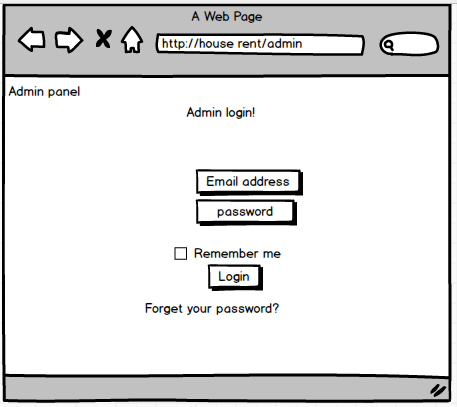 A Web Page
http://house rent/admin
Admin panel
Admin login!
Email address
password
Remember me
Login
Forget your password?